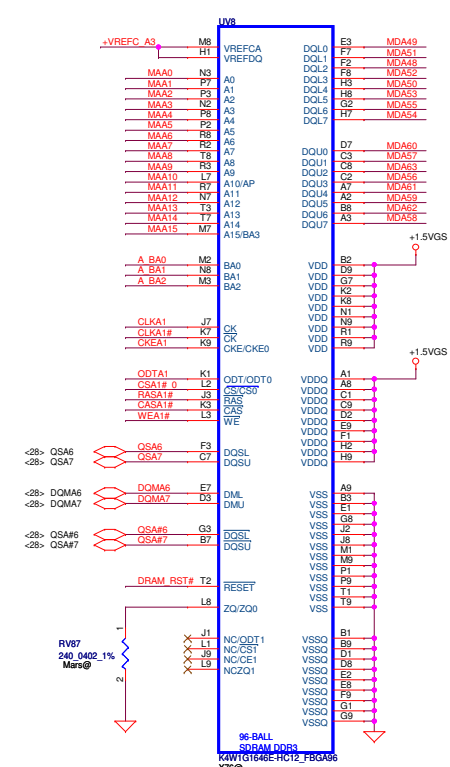 UV8
+VREFC_A3 M8 VREFCA DQL0 E3 MDA49
H1 VREFDQ DQL1 F7 MDA51
DQL2 F2 MDA48
MAA0 N3 A0 DQL3 F8 MDA52
MAA1 P7 A1 DQL4 H3 MDA50
MAA2 P3 A2 DQL5 H8 MDA53
MAA3 N2 A3 DQL6 G2 MDA55
MAA4 P8 A4 DQL7 H7 MDA54
MAA5 P2 A5
MAA6 R8 A6
MAA7 R2 A7 DQU0 D7 MDA60
MAA8 T8 A8 DQU1 C3 MDA57
MAA9 R3 A9 DQU2 C8 MDA63
MAA10 L7 A10/AP DQU3 C2 MDA56
MAA11 R7 A11 DQU4 A7 MDA61
MAA12 N7 A12 DQU5 A2 MDA59
MAA13 T3 A13 DQU6 B8 MDA62
MAA14 T7 A14 DQU7 A3 MDA58
MAA15 M7 A15/BA3
+1.5VGS
A_BA0 M2 BA0 VDD B2
A_BA1 N8 BA1 VDD D9
A_BA2 M3 BA2 VDD G7
VDD K2
VDD K8
VDD N1
CLKA1 J7 CK VDD N9
CLKA1# K7 CK VDD R1
CKEA1 K9 CKE/CKE0 VDD R9
+1.5VGS
ODTA1 K1 ODT/ODT0 VDDQ A1
CSA1#_0 L2 CS/CS0 VDDQ A8
RASA1# J3 RAS VDDQ C1
CASA1# K3 CAS VDDQ C9
WEA1# L3 WE VDDQ D2
VDDQ E9
VDDQ F1
<28> QSA6 QSA6 F3 DQSL VDDQ H2
<28> QSA7 QSA7 C7 DQSU VDDQ H9
<28> DQMA6 DQMA6 E7 DML VSS A9
<28> DQMA7 DQMA7 D3 DMU VSS B3
VSS E1
VSS G8
<28> QSA#6 QSA#6 G3 DQSL VSS J2
<28> QSA#7 QSA#7 B7 DQSU VSS J8
VSS M1
VSS M9
VSS P1
DRAM_RST# T2 RESET VSS P9
VSS T1
L8 ZQ/ZQ0 VSS T9
1
RV87
240_0402_1%
Mars@
2
J1 NC/ODT1 VSSQ B1
L1 NC/CS1 VSSQ B9
J9 NC/CE1 VSSQ D1
L9 NCZQ1 VSSQ D8
VSSQ E2
VSSQ E8
VSSQ F9
VSSQ G1
VSSQ G9
96-BALL
SDRAM DDR3
K4W1G1646E-HC12_FBGA96
X76@